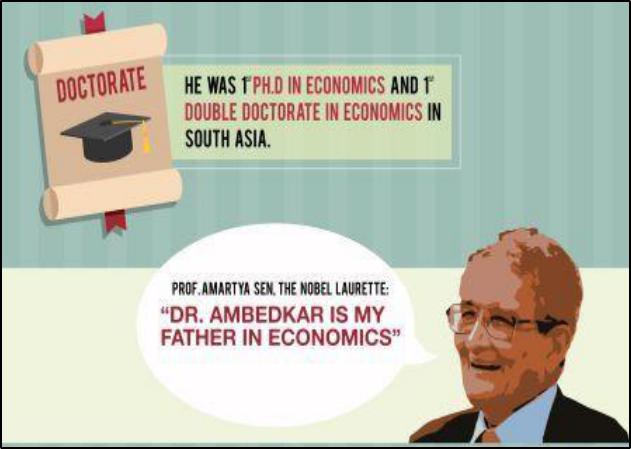 DOCTORATE
HE WAS 1ST PH.D IN ECONOMICS AND 1ST
DOUBLE DOCTORATE IN ECONOMICS IN
SOUTH ASIA.
PROF. AMARTYA SEN, THE NOBEL LAURETTE:
“DR. AMBEDKAR IS MY
FATHER IN ECONOMICS”